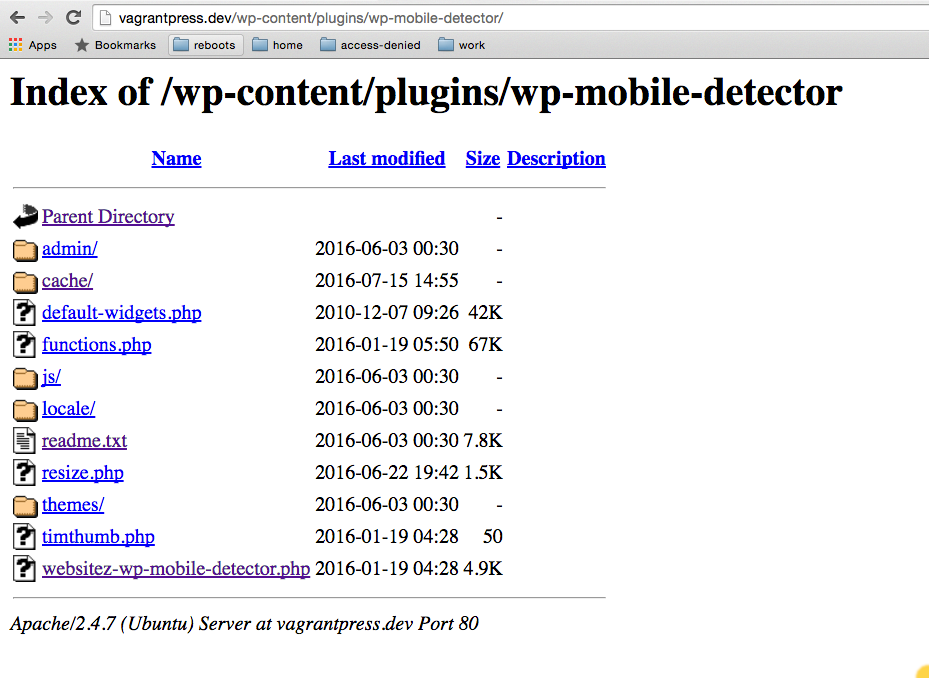 vagrantpress.dev/wp-content/plugins/wp-mobile-detector/
Apps Bookmarks reboots home access-denied work
Index of /wp-content/plugins/wp-mobile-detector
Name Last modified Size Description
Parent Directory -
admin/ 2016-06-03 00:30 -
cache/ 2016-07-15 14:55 -
default-widgets.php 2010-12-07 09:26 42K
functions.php 2016-01-19 05:50 67K
js/ 2016-06-03 00:30 -
locale/ 2016-06-03 00:30 -
readme.txt 2016-06-03 00:30 7.8K
resize.php 2016-06-22 19:42 1.5K
themes/ 2016-06-03 00:30 -
timthumb.php 2016-01-19 04:28 50
websitez-wp-mobile-detector.php 2016-01-19 04:28 4.9K
Apache/2.4.7 (Ubuntu) Server at vagrantpress.dev Port 80